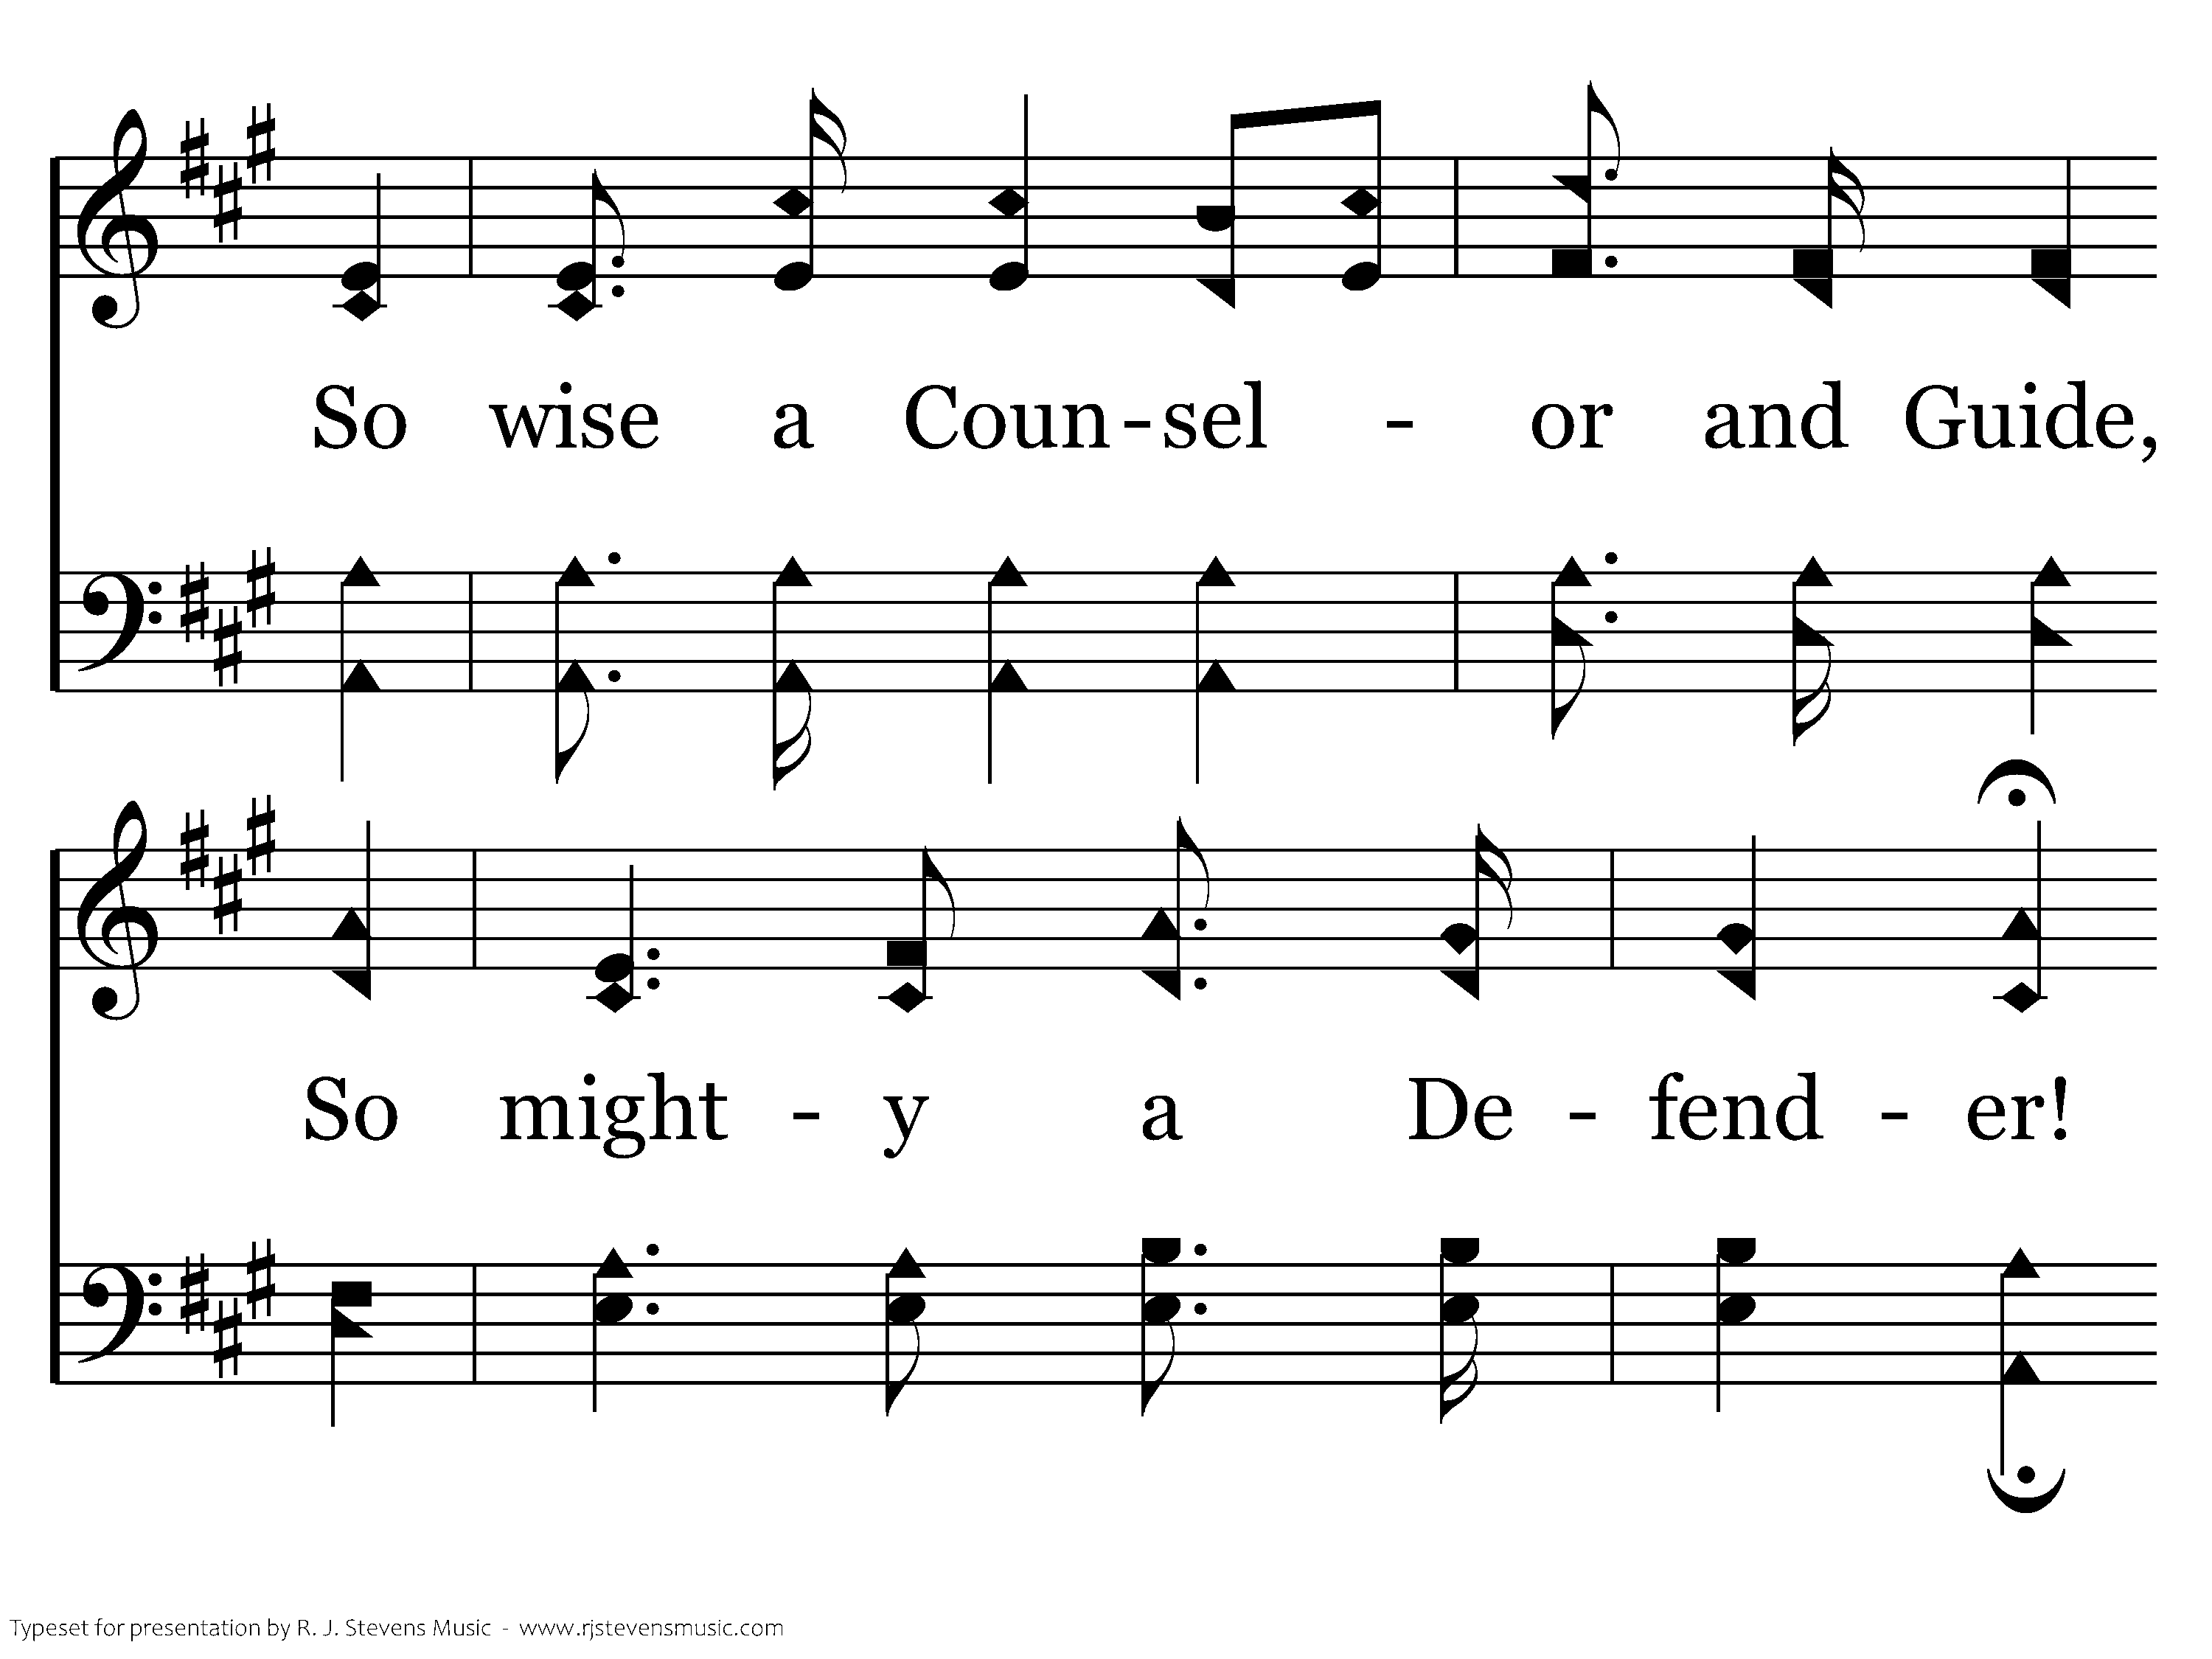 So wise a Coun-sel - or and Guide,
So might - y a De - fend - er!
Typeset for presentation by R. J. Stevens Music - www.rjstevensmusic.com